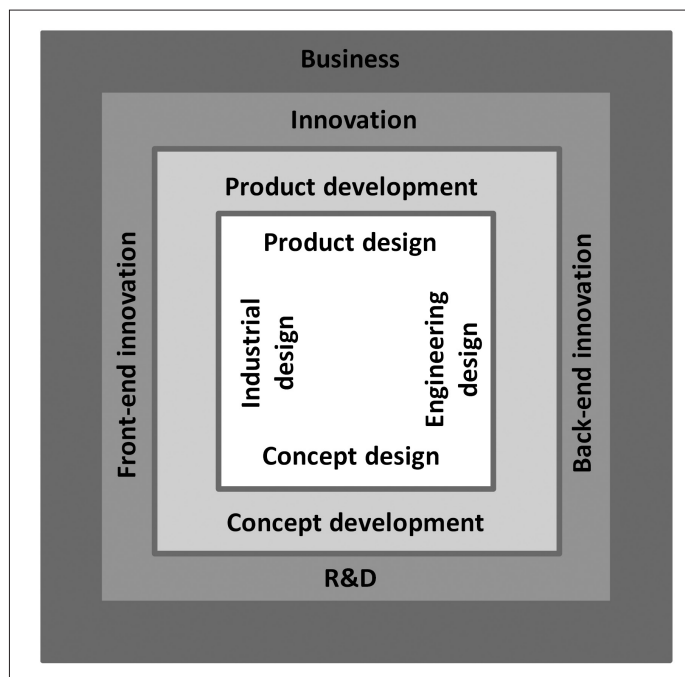 Business
Innovation
Product development
Product design
Front-end innovation
Industrial
design
Engineering
design
Back-end innovation
Concept design
Concept development
R&D